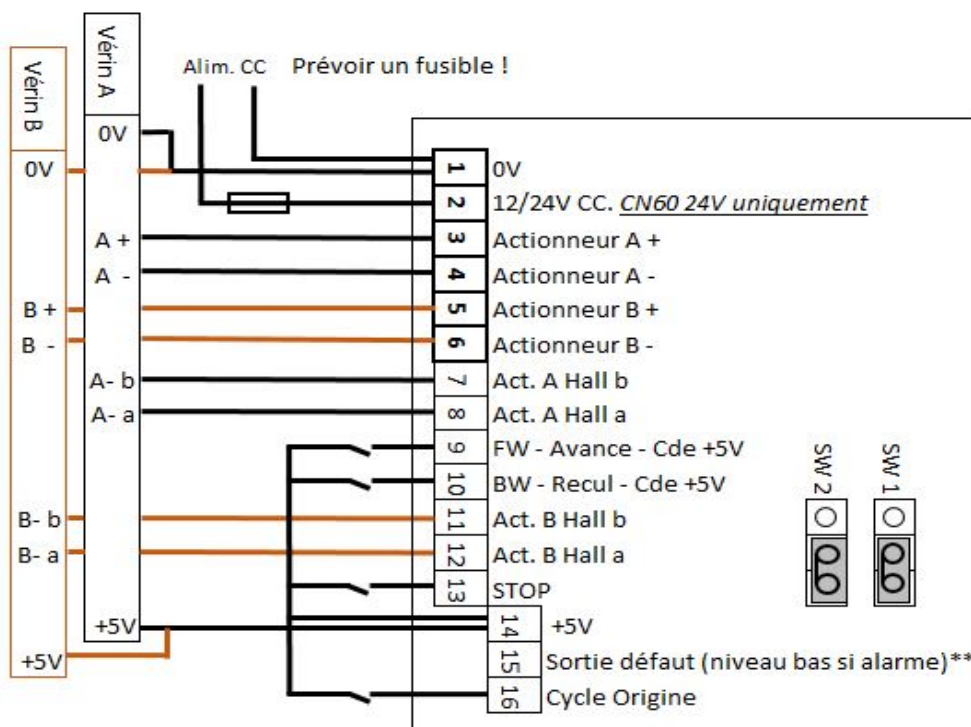 Vérin B
Vérin A
Alim. CC Prévoir un fusible !
0V
0V
1 0V
2 12/24V CC. CN60 24V uniquement
A + 3 Actionneur A +
A - 4 Actionneur A -
B + 5 Actionneur B +
B - 6 Actionneur B -
A- b 7 Act. A Hall b
A- a 8 Act. A Hall a
9 FW - Avance - Cde +5V
10 BW - Recul - Cde +5V
SW 2
SW 1
B- b 11 Act. B Hall b
B- a 12 Act. B Hall a
13 STOP
+5V 14 +5V
+5V 15 Sortie défaut (niveau bas si alarme)**
16 Cycle Origine